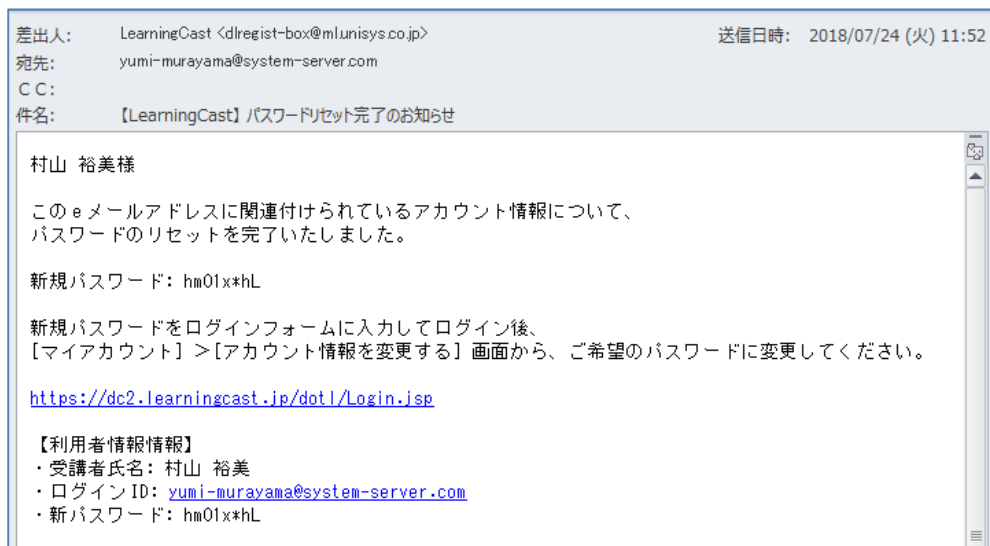 差出人: LearningCast <dlregist-box@ml.unisys.co.jp> 送信日時: 2018/07/24 (火) 11:52
宛先: yumi-murayama@system-server.com
ＣＣ:
件名: 【LearningCast】パスワードリセット完了のお知らせ
村山 裕美様
このｅメールアドレスに関連付けられているアカウント情報について、
パスワードのリセットを完了いたしました。
新規パスワード: hm01x*hL
新規パスワードをログインフォームに入力してログイン後、
[マイアカウント] ＞[アカウント情報を変更する] 画面から、ご希望のパスワードに変更してください。
https://dc2.learningcast.jp/dotl/Login.jsp
【利用者情報情報】
・受講者氏名: 村山 裕美
・ログインID: yumi-murayama@system-server.com
・新パスワード: hm01x*hL